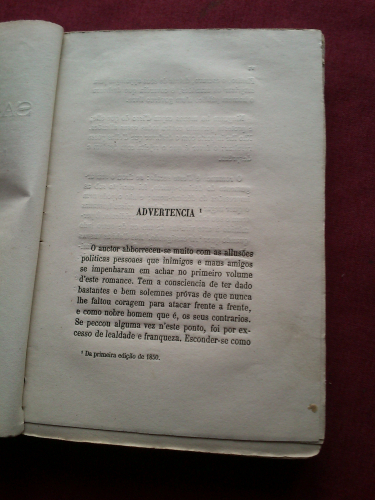 ADVERTENCIA ¹
O auctor abborreceu-se muito com as allusões
politicas pessoaes que inimigos e maus amigos
se impenharam em achar no primeiro volume
d'este romance. Tem a consciencia de ter dado
bastantes e bem solemnes próvas de que nunca
lhe faltou coragem para atacar frente a frente,
e como nobre homem que é, os seus contrarios.
Se peccou alguma vez n'este ponto, foi por ex-
cesso de lealdade e franqueza. Esconder-se como
¹ Da primeira edição de 1850.